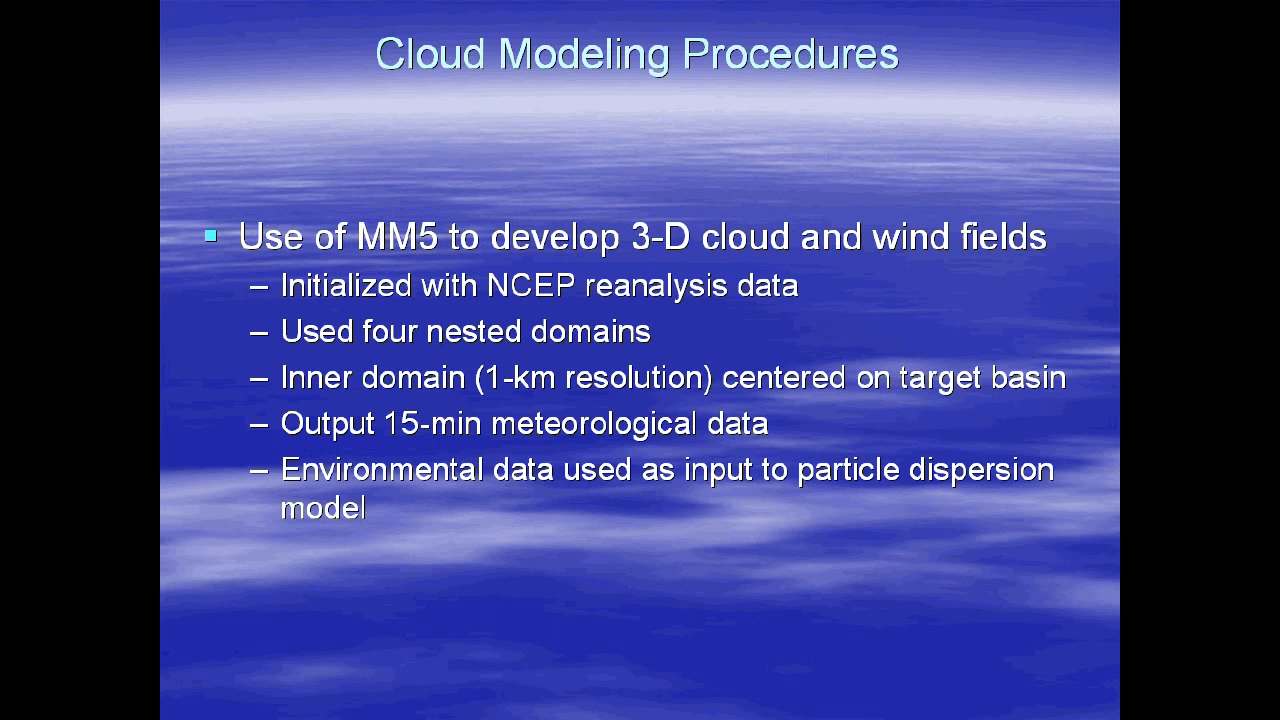 Cloud Modeling Procedures
▪ Use of MM5 to develop 3-D cloud and wind fields
– Initialized with NCEP reanalysis data
– Used four nested domains
– Inner domain (1-km resolution) centered on target basin
– Output 15-min meteorological data
– Environmental data used as input to particle dispersion
model